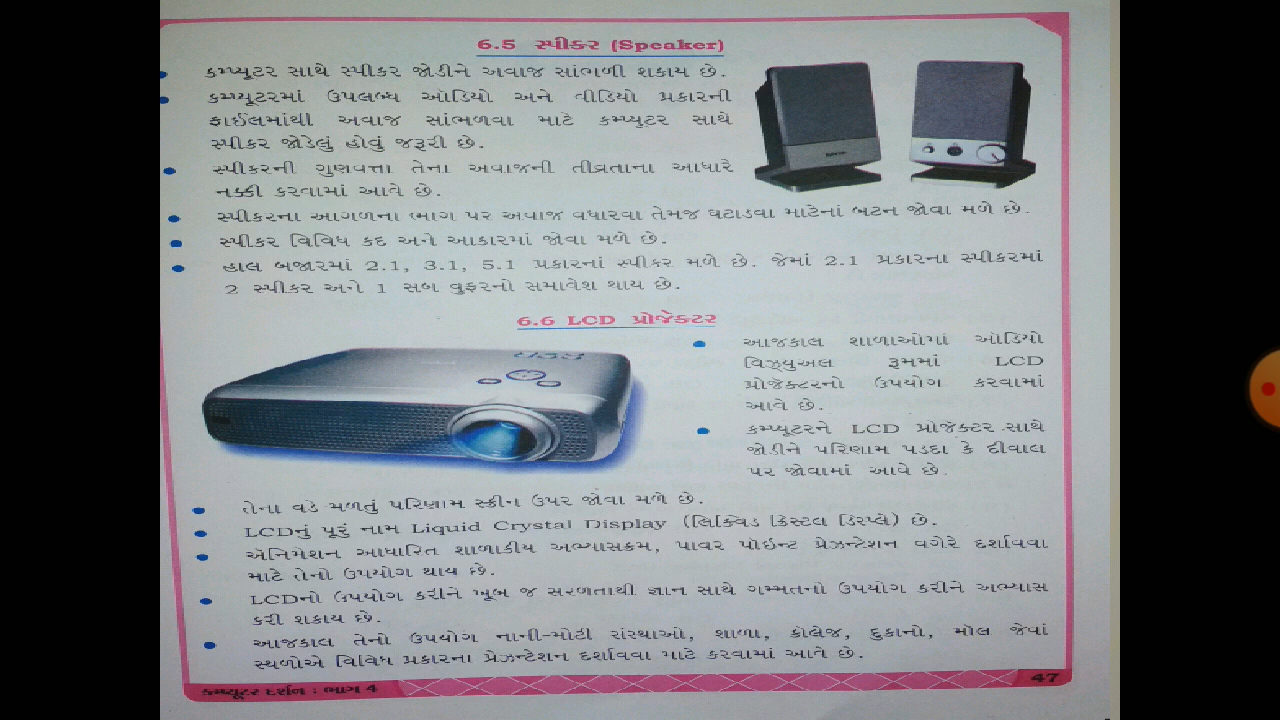 6.5 સ્પીકર (Speaker)
કમ્પ્યૂટર સાથે સ્પીકર જોડીને અવાજ સાંભળી શકાય છે.
કમ્પ્યૂટરમાં ઉપલબ્ધ ઑડિયો અને વીડિયો પ્રકારની
ફાઈલમાંથી અવાજ સાંભળવા માટે કમ્પ્યુટર સાથે
સ્પીકર જોડેલું હોવું જરૂરી છે.
સ્પીકરની ગુણવત્તા તેના અવાજની તીવ્રતાના આધારે
નક્કી કરવામાં આવે છે.
સ્પીકરના આગળના ભાગ પર અવાજ વધારવા તેમજ ઘટાડવા માટેનાં બટન જોવા મળે છે.
સ્પીકર વિવિધ કદ અને આકારમાં જોવા મળે છે.
હાલ બજારમાં 2.1, 3.1, 5.1 પ્રકારનાં સ્પીકર મળે છે. જેમાં 2.1 પ્રકારના સ્પીકરમાં
2 સ્પીકર અને 1 સબ વુફરનો સમાવેશ થાય છે.
6.6 LCD પ્રોજેક્ટર
આજકાલ શાળાઓમાં ઑડિયો
વિઝ્યુઅલ રૂમમાં LCD
પ્રોજેક્ટરનો ઉપયોગ કરવામાં
આવે છે.
કમ્પ્યૂટરને LCD પ્રોજેક્ટર સાથે
જોડીને પરિણામ પડદા કે દીવાલ
પર જોવામાં આવે છે.
તેના વડે મળતું પરિણામ સ્ક્રીન ઉપર જોવા મળે છે.
LCDનું પૂરું નામ Liquid Crystal Display (લિક્વિડ ક્રિસ્ટલ ડિસ્પ્લે) છે.
ઍનિમેશન આધારિત શાળાકીય અભ્યાસક્રમ, પાવર પોઇન્ટ પ્રેઝન્ટેશન વગેરે દર્શાવવા
માટે તેનો ઉપયોગ થાય છે.
LCDનો ઉપયોગ કરીને ખૂબ જ સરળતાથી જ્ઞાન સાથે ગમ્મતનો ઉપયોગ કરીને અભ્યાસ
કરી શકાય છે.
આજકાલ તેનો ઉપયોગ નાની-મોટી સંસ્થાઓ, શાળા, કૉલેજ, દુકાનો, મૉલ જેવાં
સ્થળોએ વિવિધ પ્રકારના પ્રેઝન્ટેશન દર્શાવવા માટે કરવામાં આવે છે.
કમ્પ્યૂટર દર્શન : ભાગ 4
47